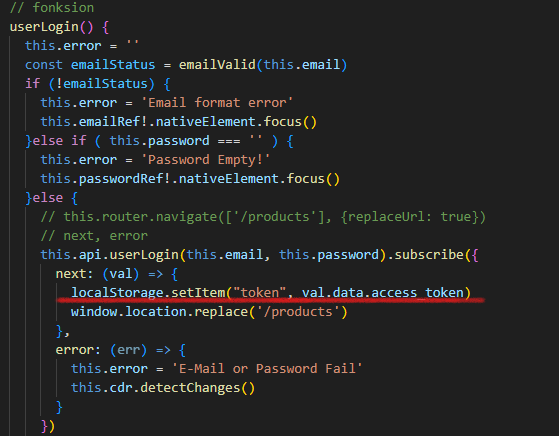 // fonksion
userLogin() {
this.error = ''
const emailStatus = emailValid(this.email)
if (!emailStatus) {
this.error = 'Email format error'
this.emailRef!.nativeElement.focus()
}else if ( this.password === '' ) {
this.error = 'Password Empty!'
this.passwordRef!.nativeElement.focus()
}else {
// this.router.navigate(['/products'], {replaceUrl: true})
// next, error
this.api.userLogin(this.email, this.password).subscribe({
next: (val) => {
localStorage.setItem("token", val.data.access_token)
window.location.replace('/products')
},
error: (err) => {
this.error = 'E-Mail or Password Fail'
this.cdr.detectChanges()
}
})